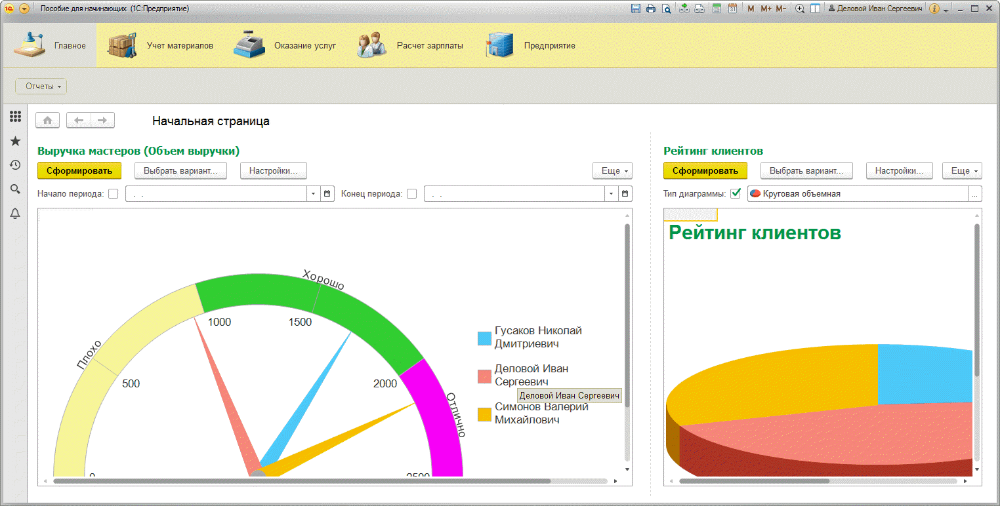 Пособие для начинающих (1С:Предприятие)
M M+ M- Деловой Иван Сергеевич
Главное
Учет материалов
Оказание услуг
Расчет зарплаты
Предприятие
Отчеты
Начальная страница
Выручка мастеров (Объем выручки)
Сформировать
Выбрать вариант...
Настройки...
Еще
Начало периода: . .
Конец периода: . .
Хорошо
Плохо
Отлично
0
500
1000
1500
2000
2500
Гусаков Николай
Дмитриевич
Деловой Иван
Сергеевич
Деловой Иван Сергеевич
Симонов Валерий
Михайлович
Рейтинг клиентов
Сформировать
Выбрать вариант...
Настройки...
Еще
Тип диаграммы: Круговая объемная ...
Рейтинг клиентов